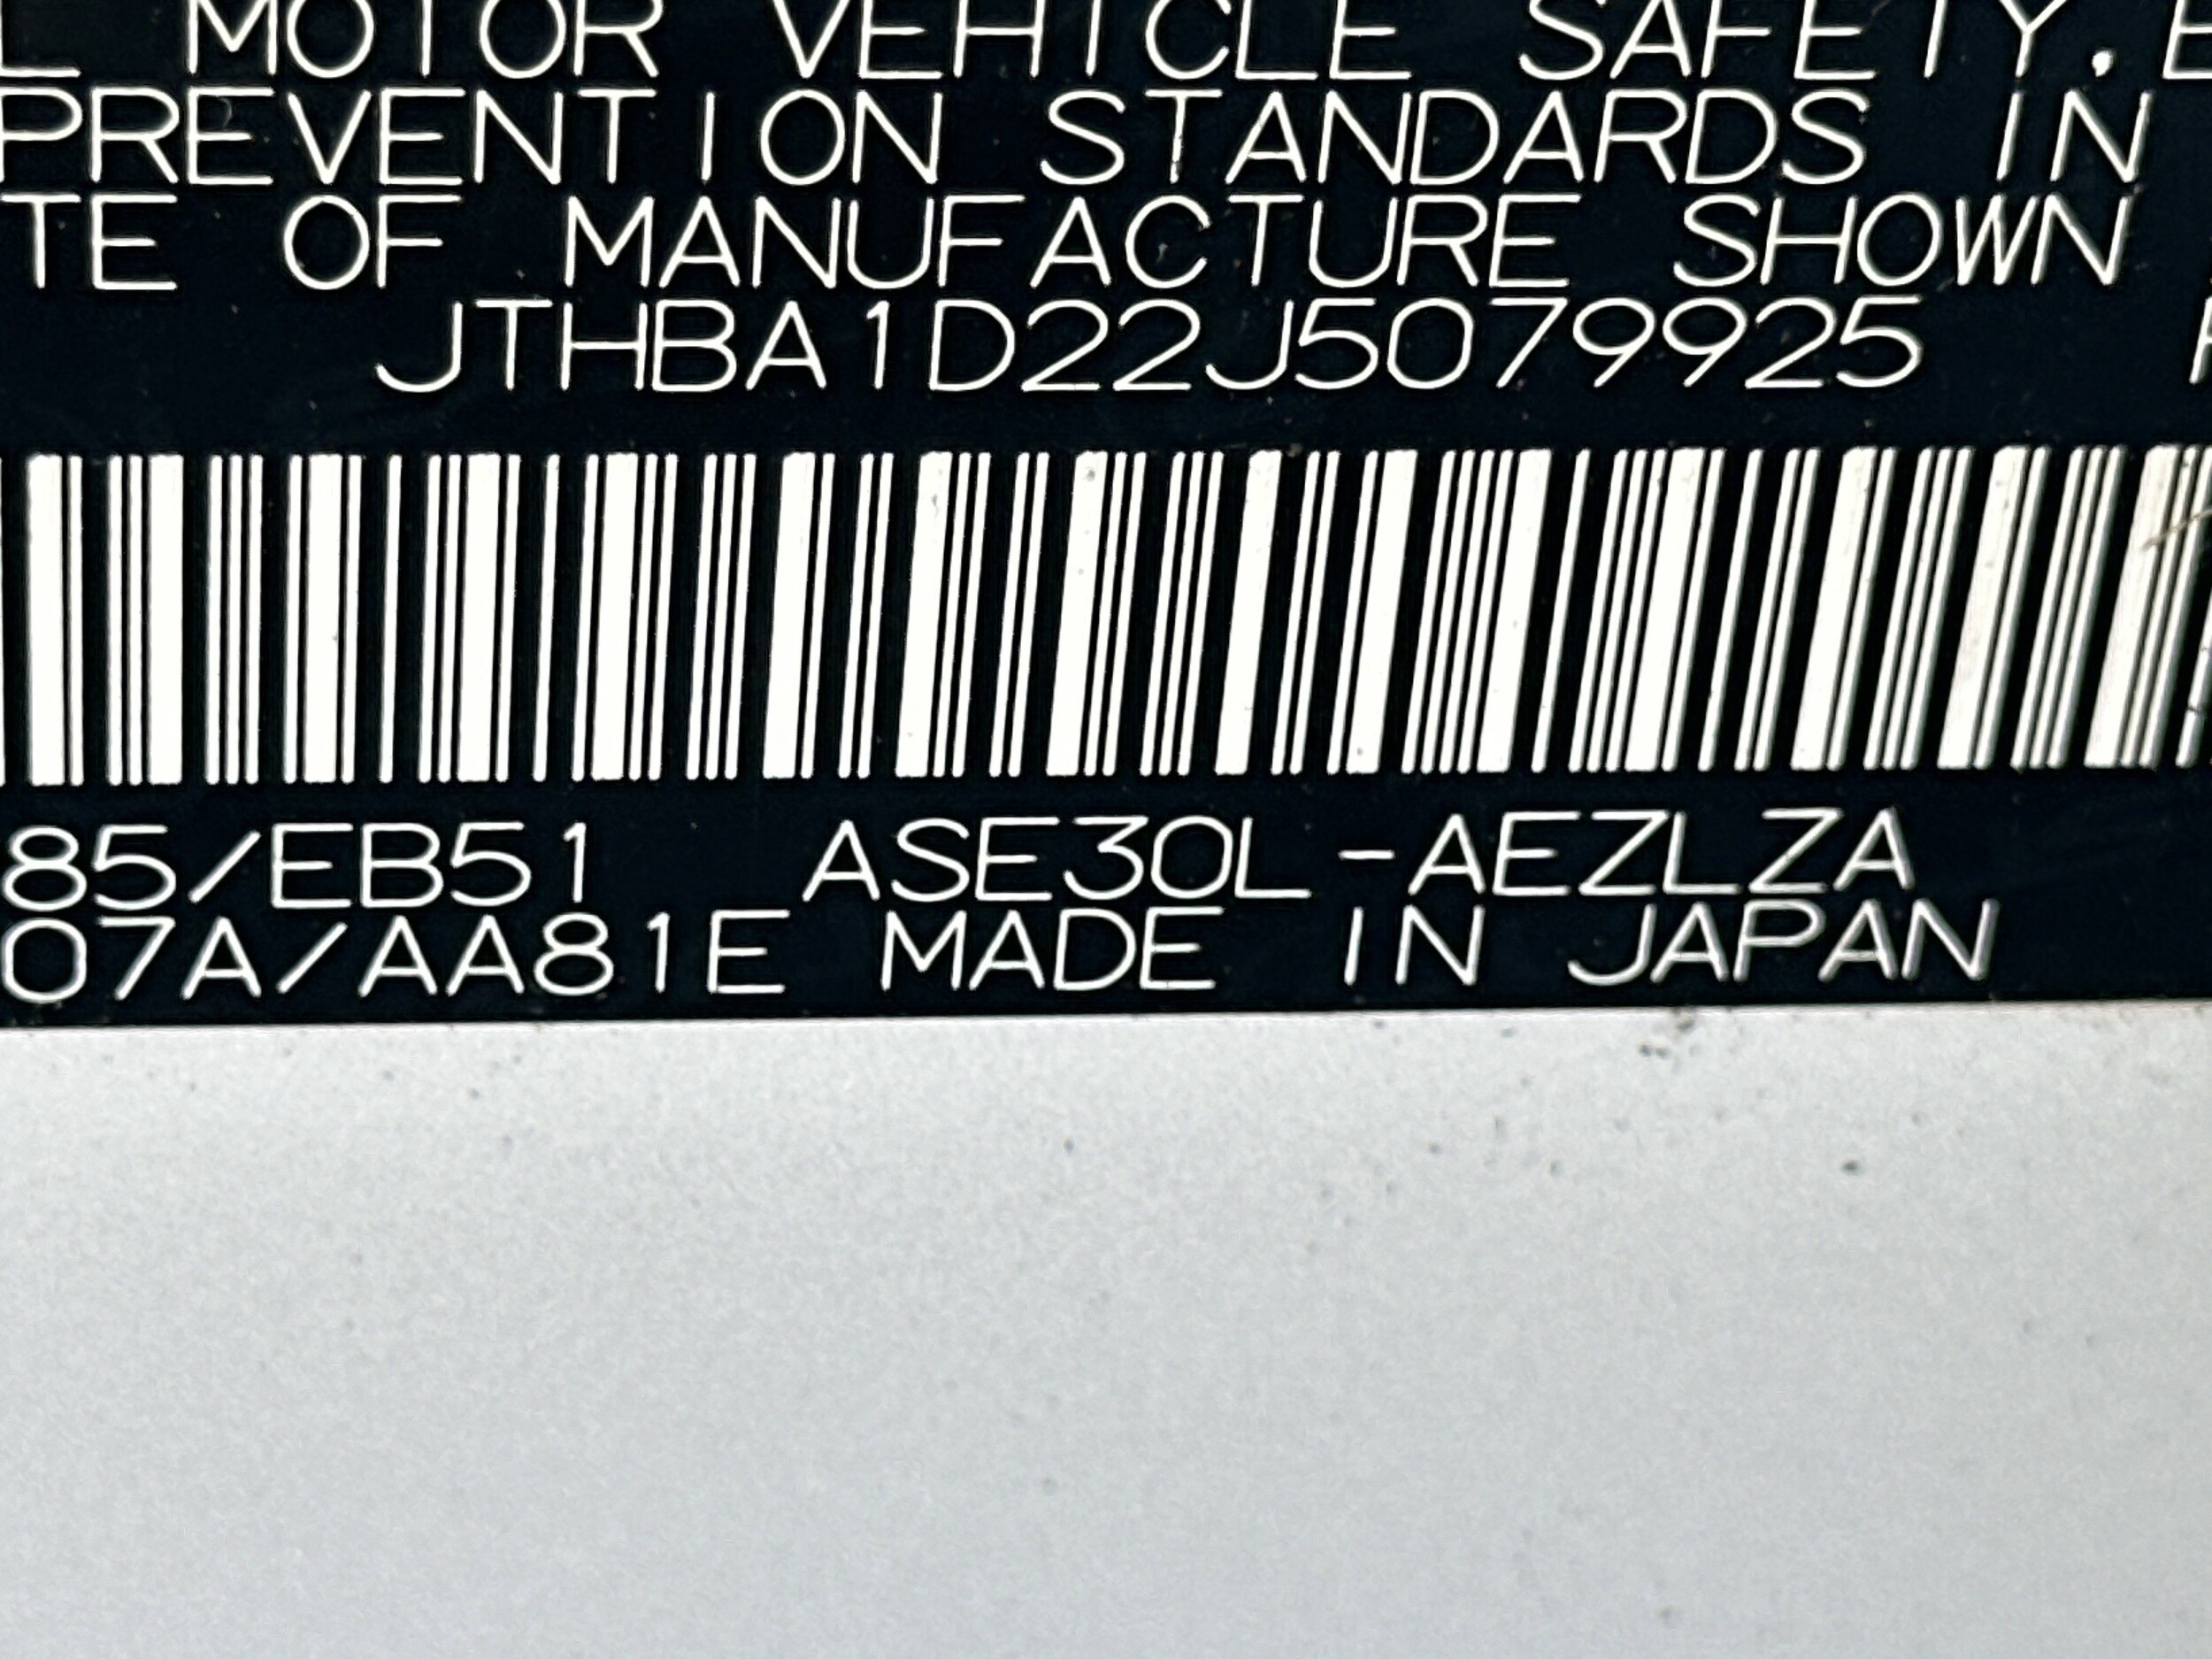 L MOTOR VEHICLE SAFETY.
PREVENTION STANDARDS IN
TE OF MANUFACTURE SHOWN
JTHBA1D22J5079925
85/EB51 ASE30L-AEZLZA
07A/AA81E MADE IN JAPAN